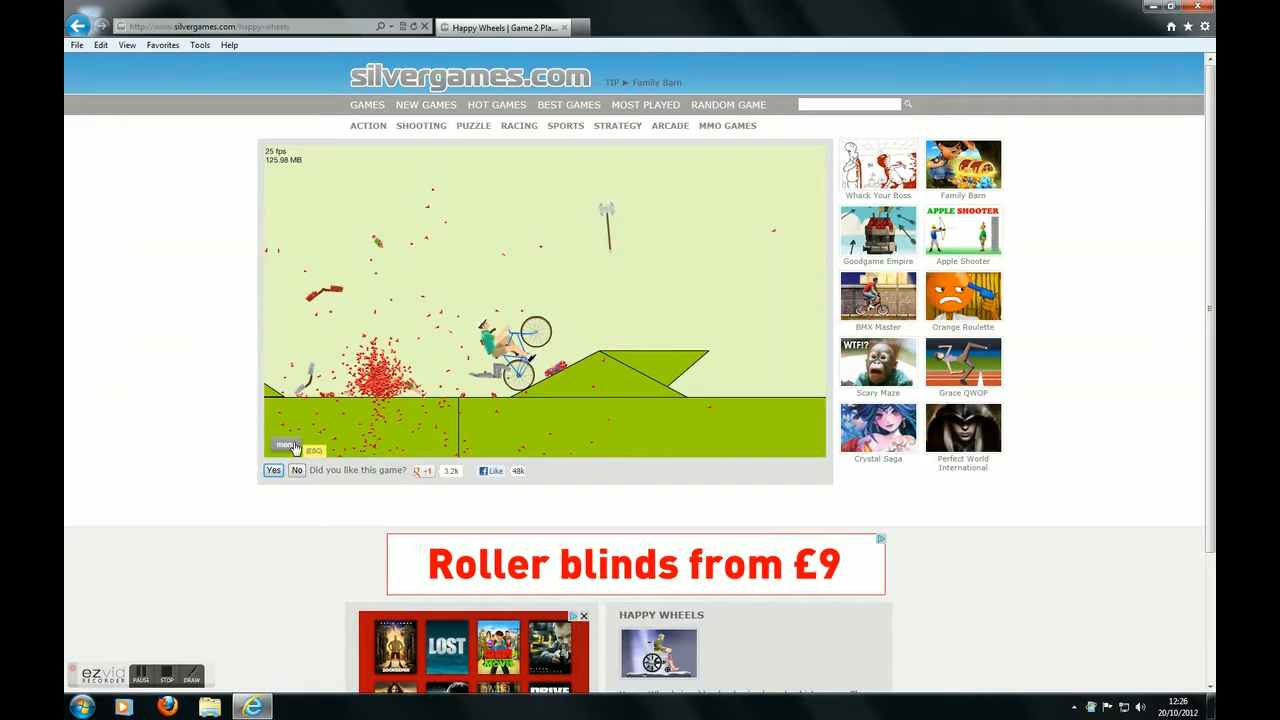 http://www.silvergames.com/happy-wheels
Happy Wheels | Game 2 Pla...
File Edit View Favorites Tools Help
silvergames.com
TIP ► Family Barn
GAMES NEW GAMES HOT GAMES BEST GAMES MOST PLAYED RANDOM GAME
ACTION SHOOTING PUZZLE RACING SPORTS STRATEGY ARCADE MMO GAMES
25 fps
125.98 MB
menu
(ESC)
Yes No Did you like this game? +1 3.2k Like 48k
Whack Your Boss
Family Barn
APPLE SHOOTER
Goodgame Empire
Apple Shooter
BMX Master
Orange Roulette
WTF!?
Scary Maze
Grace QWOP
Crystal Saga
Perfect World
International
Roller blinds from £9
ZOOKEEPER
LOST
DRIVE
HAPPY WHEELS
ezvid
RECORDER
PAUSE STOP DRAW
12:26
20/10/2012